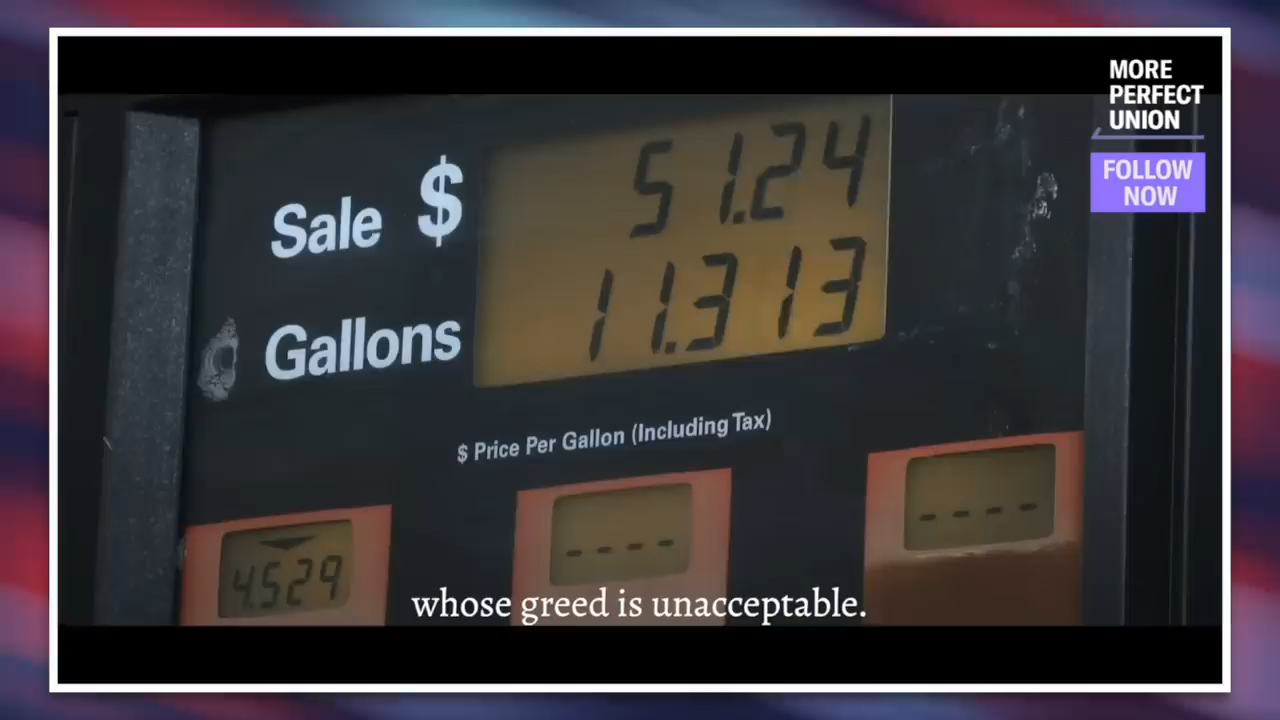 MORE
PERFECT
UNION
FOLLOW
NOW
Sale $ 51.24
Gallons 11.313
$ Price Per Gallon (Including Tax)
4.529 ---- ----
whose greed is unacceptable.